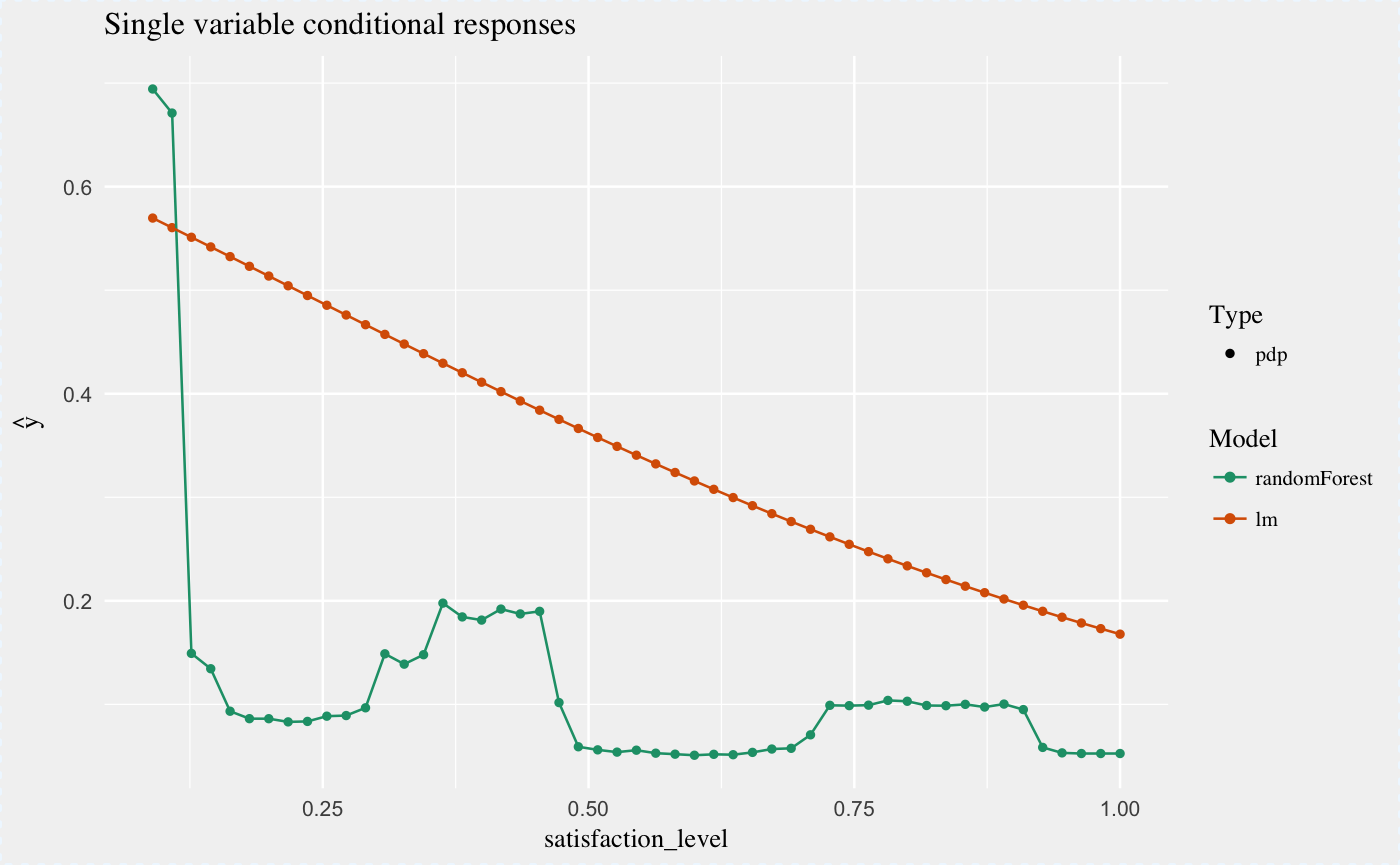 Single variable conditional responses
0.6
0.4
0.2
ŷ
0.25 0.50 0.75 1.00
satisfaction_level
Type
pdp
Model
randomForest
lm